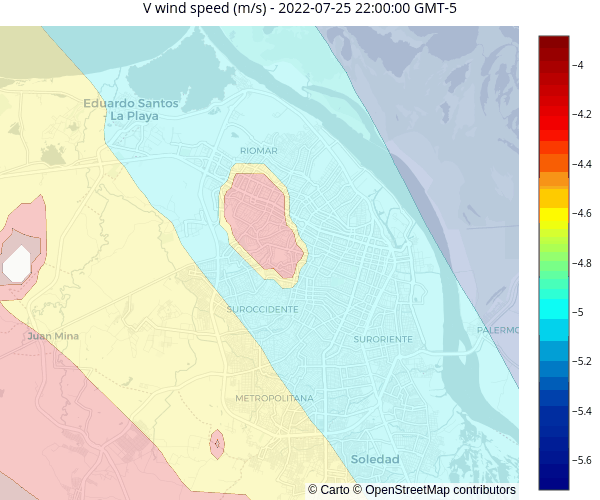 V wind speed (m/s) - 2022-07-25 22:00:00 GMT-5
Eduardo Santos
La Playa
RIOMAR
SUROCCIDENTE
Juan Mina
SURORIENTE
PALERMO
METROPOLITANA
Soledad
© Carto © OpenStreetMap contributors
−4
−4.2
−4.4
−4.6
−4.8
−5
−5.2
−5.4
−5.6